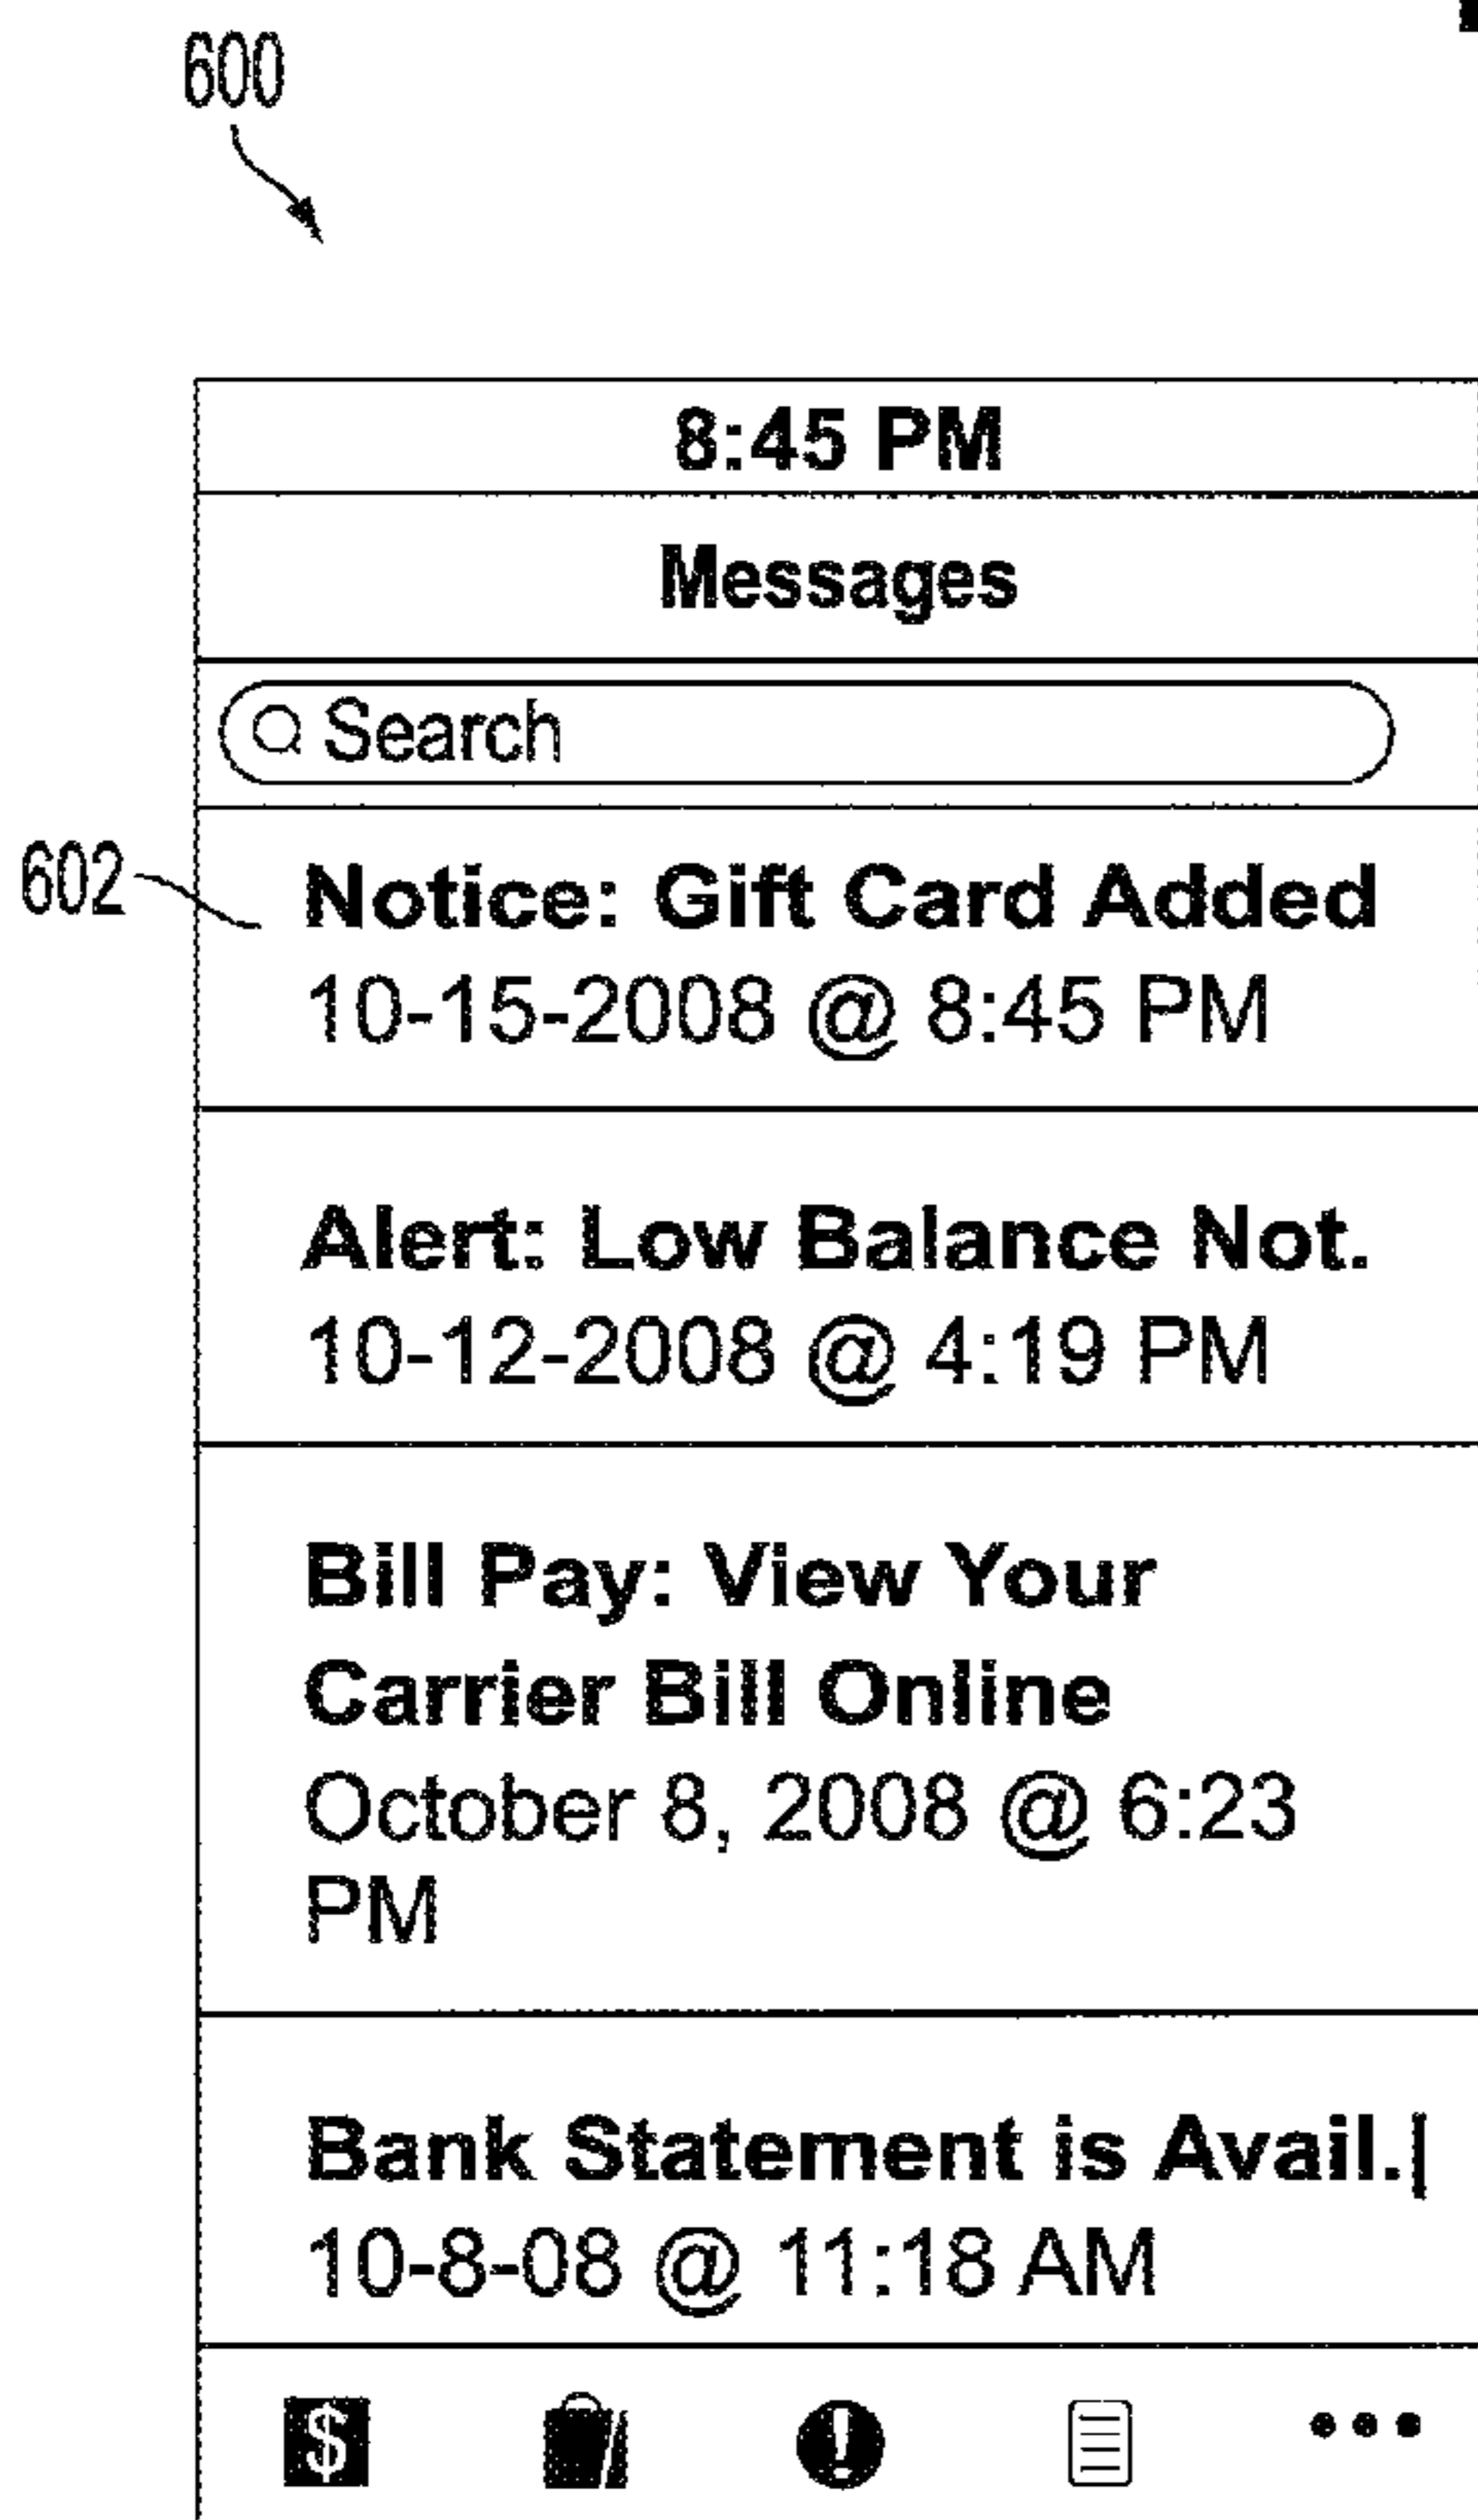 600
8:45 PM
Messages
Search
602
Notice: Gift Card Added
10-15-2008 @ 8:45 PM
Alert: Low Balance Not.
10-12-2008 @ 4:19 PM
Bill Pay: View Your
Carrier Bill Online
October 8, 2008 @ 6:23
PM
Bank Statement is Avail.
10-8-08 @ 11:18 AM
$
!
...